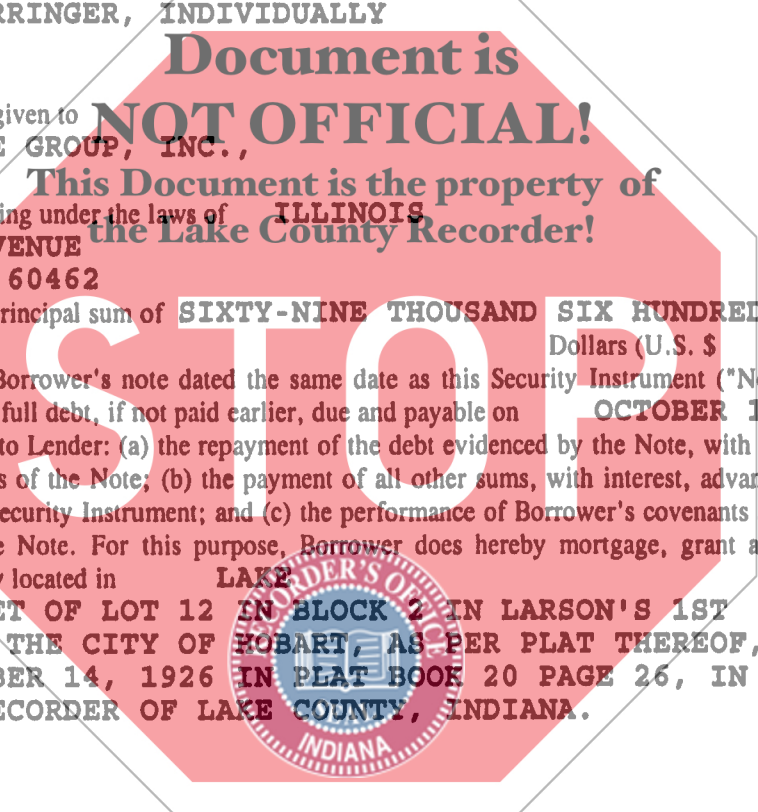 RRINGER, INDIVIDUALLY
Document is
given to
NOT OFFICIAL!
E GROUP, INC.,
This Document is the property of
ing under the laws of ILLINOIS
the Lake County Recorder!
VENUE
60462
rincipal sum of SIXTY-NINE THOUSAND SIX HUNDRED
Dollars (U.S. $
STOP
Borrower's note dated the same date as this Security Instrument ("No
full debt, if not paid earlier, due and payable on OCTOBER 1
to Lender: (a) the repayment of the debt evidenced by the Note, with
s of the Note; (b) the payment of all other sums, with interest, advan
ecurity Instrument; and (c) the performance of Borrower's covenants
e Note. For this purpose, Borrower does hereby mortgage, grant a
y located in LAKE
RECORDER'S OFFICE
ET OF LOT 12 IN BLOCK 2 IN LARSON'S 1ST
THE CITY OF HOBART, AS PER PLAT THEREOF,
BER 14, 1926 IN PLAT BOOK 20 PAGE 26, IN
ECORDER OF LAKE COUNTY, INDIANA.
INDIANA